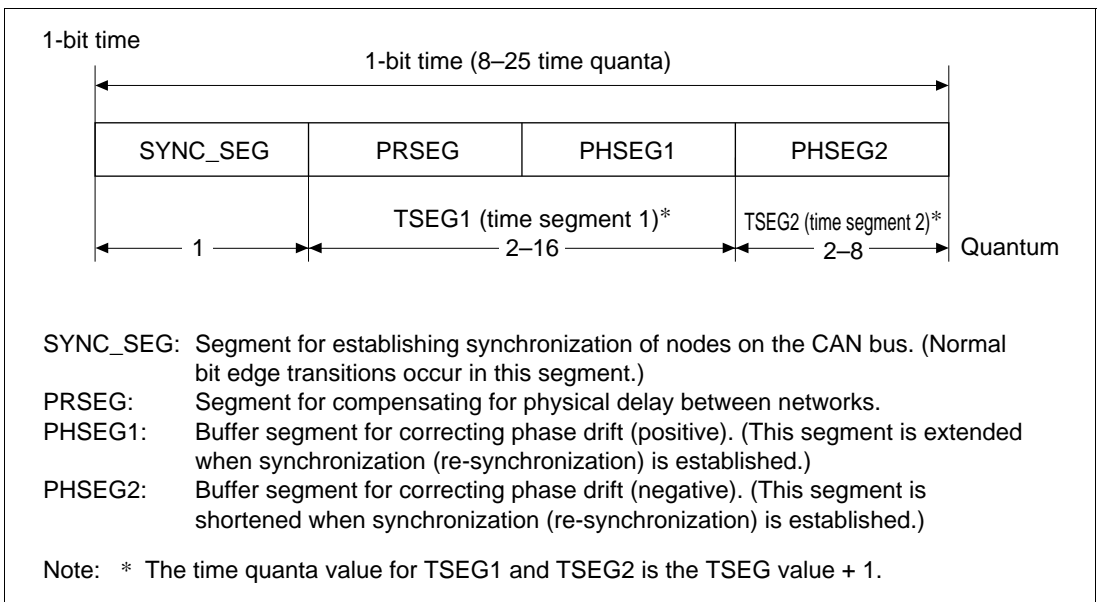 1-bit time
1-bit time (8–25 time quanta)
SYNC_SEG PRSEG PHSEG1 PHSEG2
TSEG1 (time segment 1)* TSEG2 (time segment 2)*
1 2–16 2–8 Quantum
SYNC_SEG: Segment for establishing synchronization of nodes on the CAN bus. (Normal
bit edge transitions occur in this segment.)
PRSEG: Segment for compensating for physical delay between networks.
PHSEG1: Buffer segment for correcting phase drift (positive). (This segment is extended
when synchronization (re-synchronization) is established.)
PHSEG2: Buffer segment for correcting phase drift (negative). (This segment is
shortened when synchronization (re-synchronization) is established.)
Note: * The time quanta value for TSEG1 and TSEG2 is the TSEG value + 1.